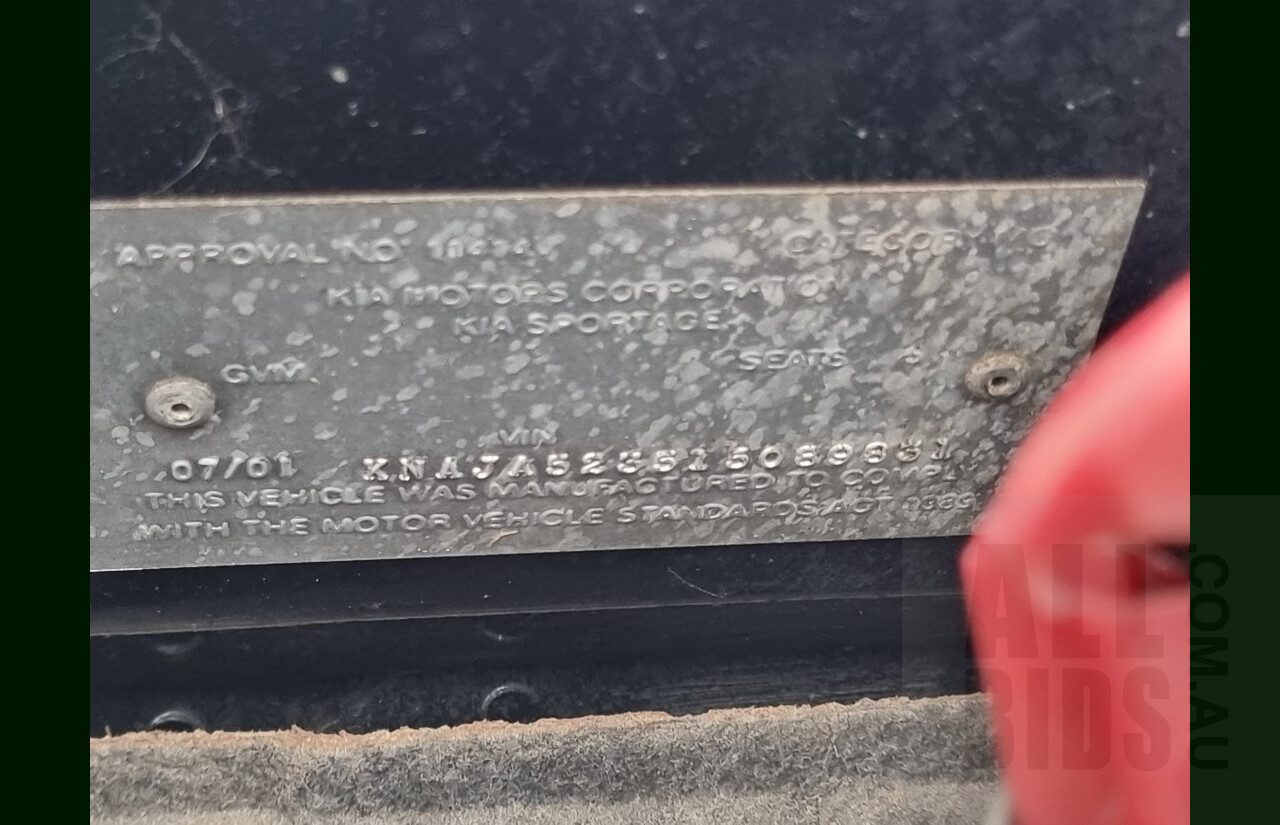 APPROVAL NO CATEGORY
KIA MOTORS CORPORATION
KIA SPORTAGE
GVM SEATS
VIN
07/01
THIS VEHICLE WAS MANUFACTURED TO COMPLY
WITH THE MOTOR VEHICLE STANDARDS ACT 1989
ALL
BIDS
.COM.AU